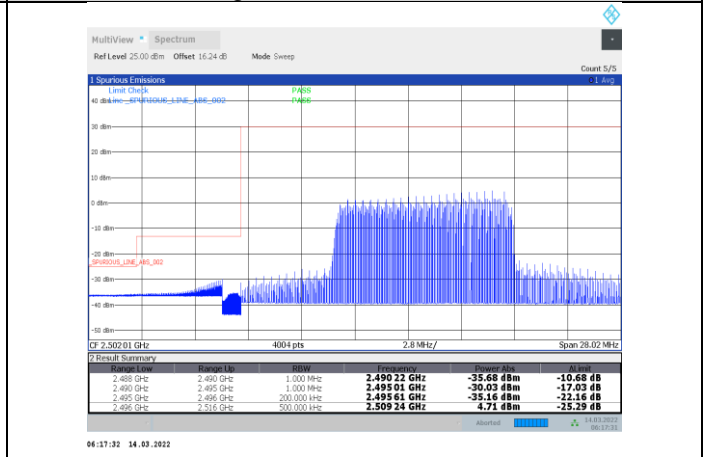 MultiView Spectrum
Ref Level 25.00 dBm Offset 16.24 dB Mode Sweep
Count 5/5
1 Spurious Emissions 1 Avg
Limit Check PASS
40 dBm Line _SPURIOUS_LINE_ABS_002 PASS
30 dBm
20 dBm
10 dBm
0 dBm
-10 dBm
-20 dBm
_SPURIOUS_LINE_ABS_002
-30 dBm
-40 dBm
-50 dBm
CF 2.50201 GHz 4004 pts 2.8 MHz/ Span 28.02 MHz
2 Result Summary
Range Low Range Up RBW Frequency Power Abs ΔLimit
2.488 GHz 2.490 GHz 1.000 MHz 2.490 22 GHz -35.68 dBm -10.68 dB
2.490 GHz 2.495 GHz 1.000 MHz 2.495 01 GHz -30.03 dBm -17.03 dB
2.495 GHz 2.496 GHz 200.000 kHz 2.495 61 GHz -35.16 dBm -22.16 dB
2.496 GHz 2.516 GHz 500.000 kHz 2.509 24 GHz 4.71 dBm -25.29 dB
Aborted 14.03.2022
06:17:31
06:17:32 14.03.2022